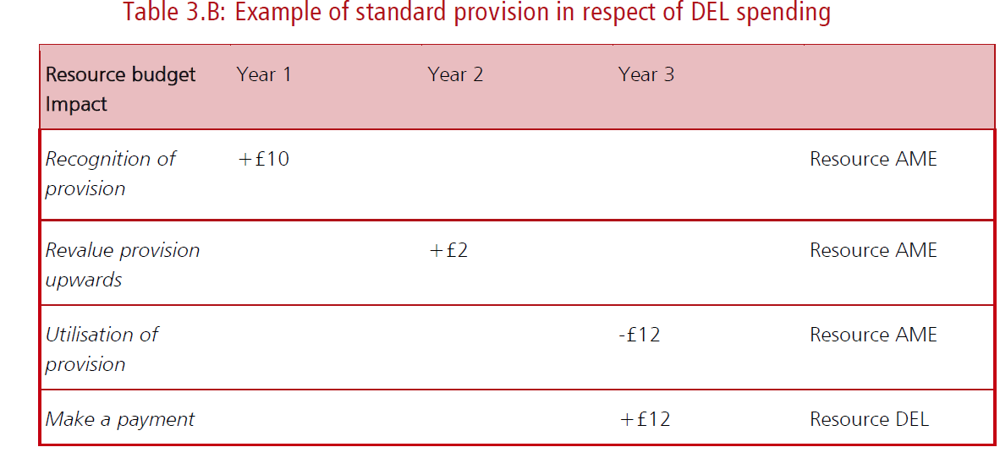 Table 3.B: Example of standard provision in respect of DEL spending
Resource budget Year 1 Year 2 Year 3
Impact
Recognition of +£10 Resource AME
provision
Revalue provision +£2 Resource AME
upwards
Utilisation of -£12 Resource AME
provision
Make a payment +£12 Resource DEL